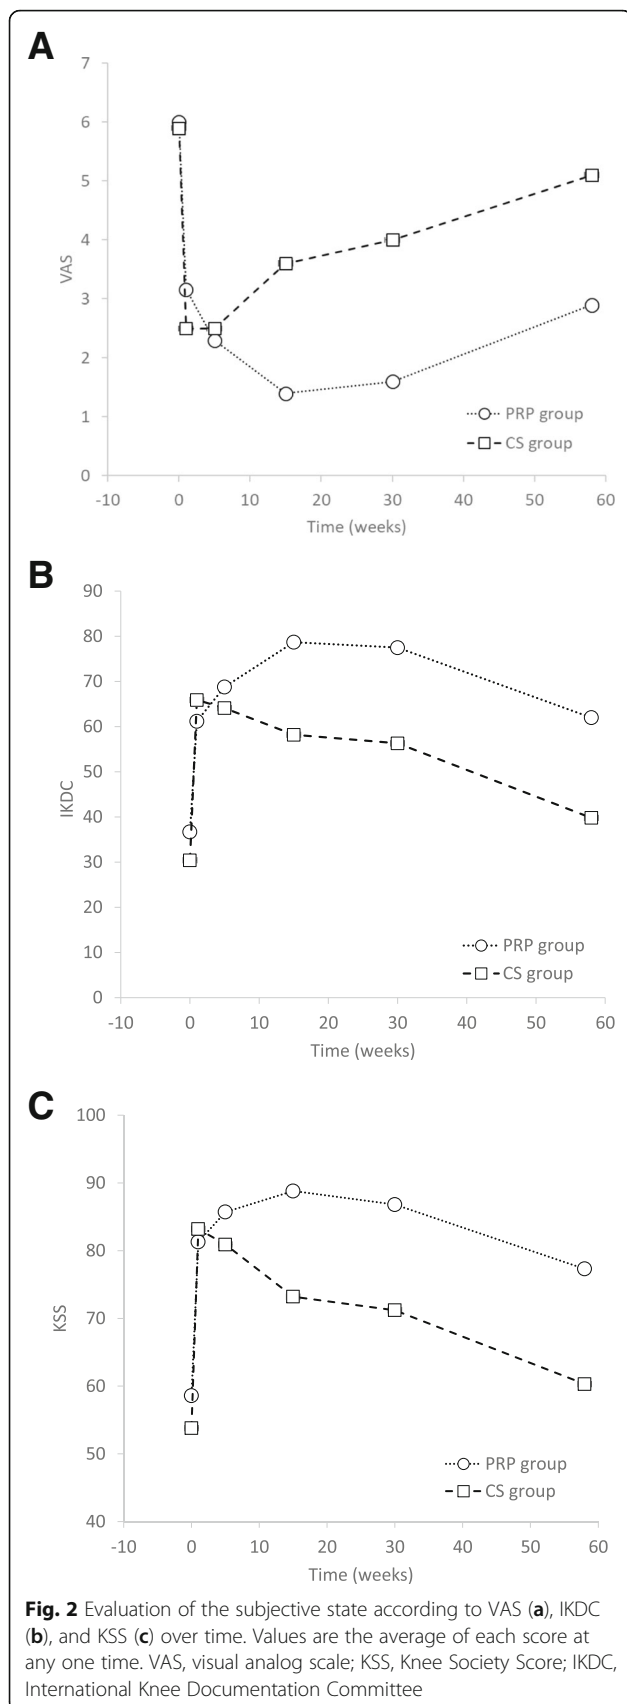 A
7
6
5
4
3
2
1
0
VAS
-10 0 10 20 30 40 50 60
Time (weeks)
PRP group
CS group
B
90
80
70
60
50
40
30
20
10
0
IKDC
-10 0 10 20 30 40 50 60
Time (weeks)
PRP group
CS group
C
100
90
80
70
60
50
40
KSS
-10 0 10 20 30 40 50 60
Time (weeks)
PRP group
CS group
Fig. 2 Evaluation of the subjective state according to VAS (a), IKDC
(b), and KSS (c) over time. Values are the average of each score at
any one time. VAS, visual analog scale; KSS, Knee Society Score; IKDC,
International Knee Documentation Committee